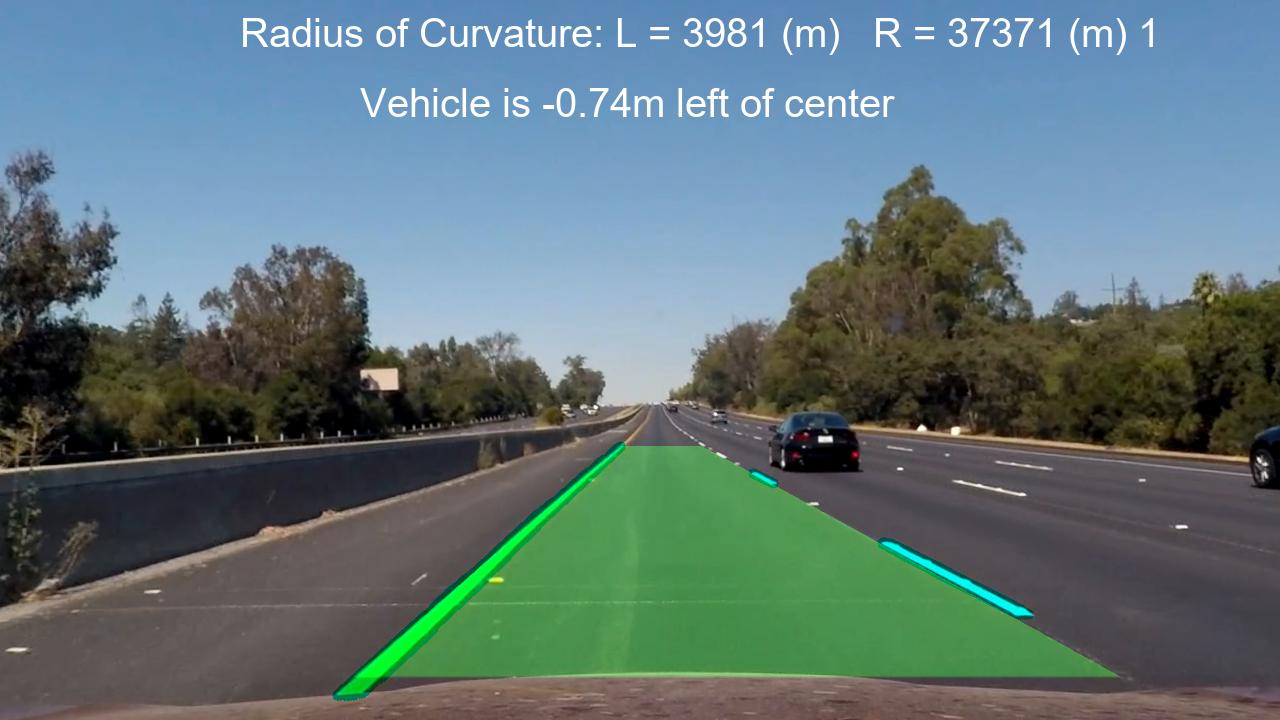 Radius of Curvature: L = 3981 (m)   R = 37371 (m) 1
Vehicle is -0.74m left of center